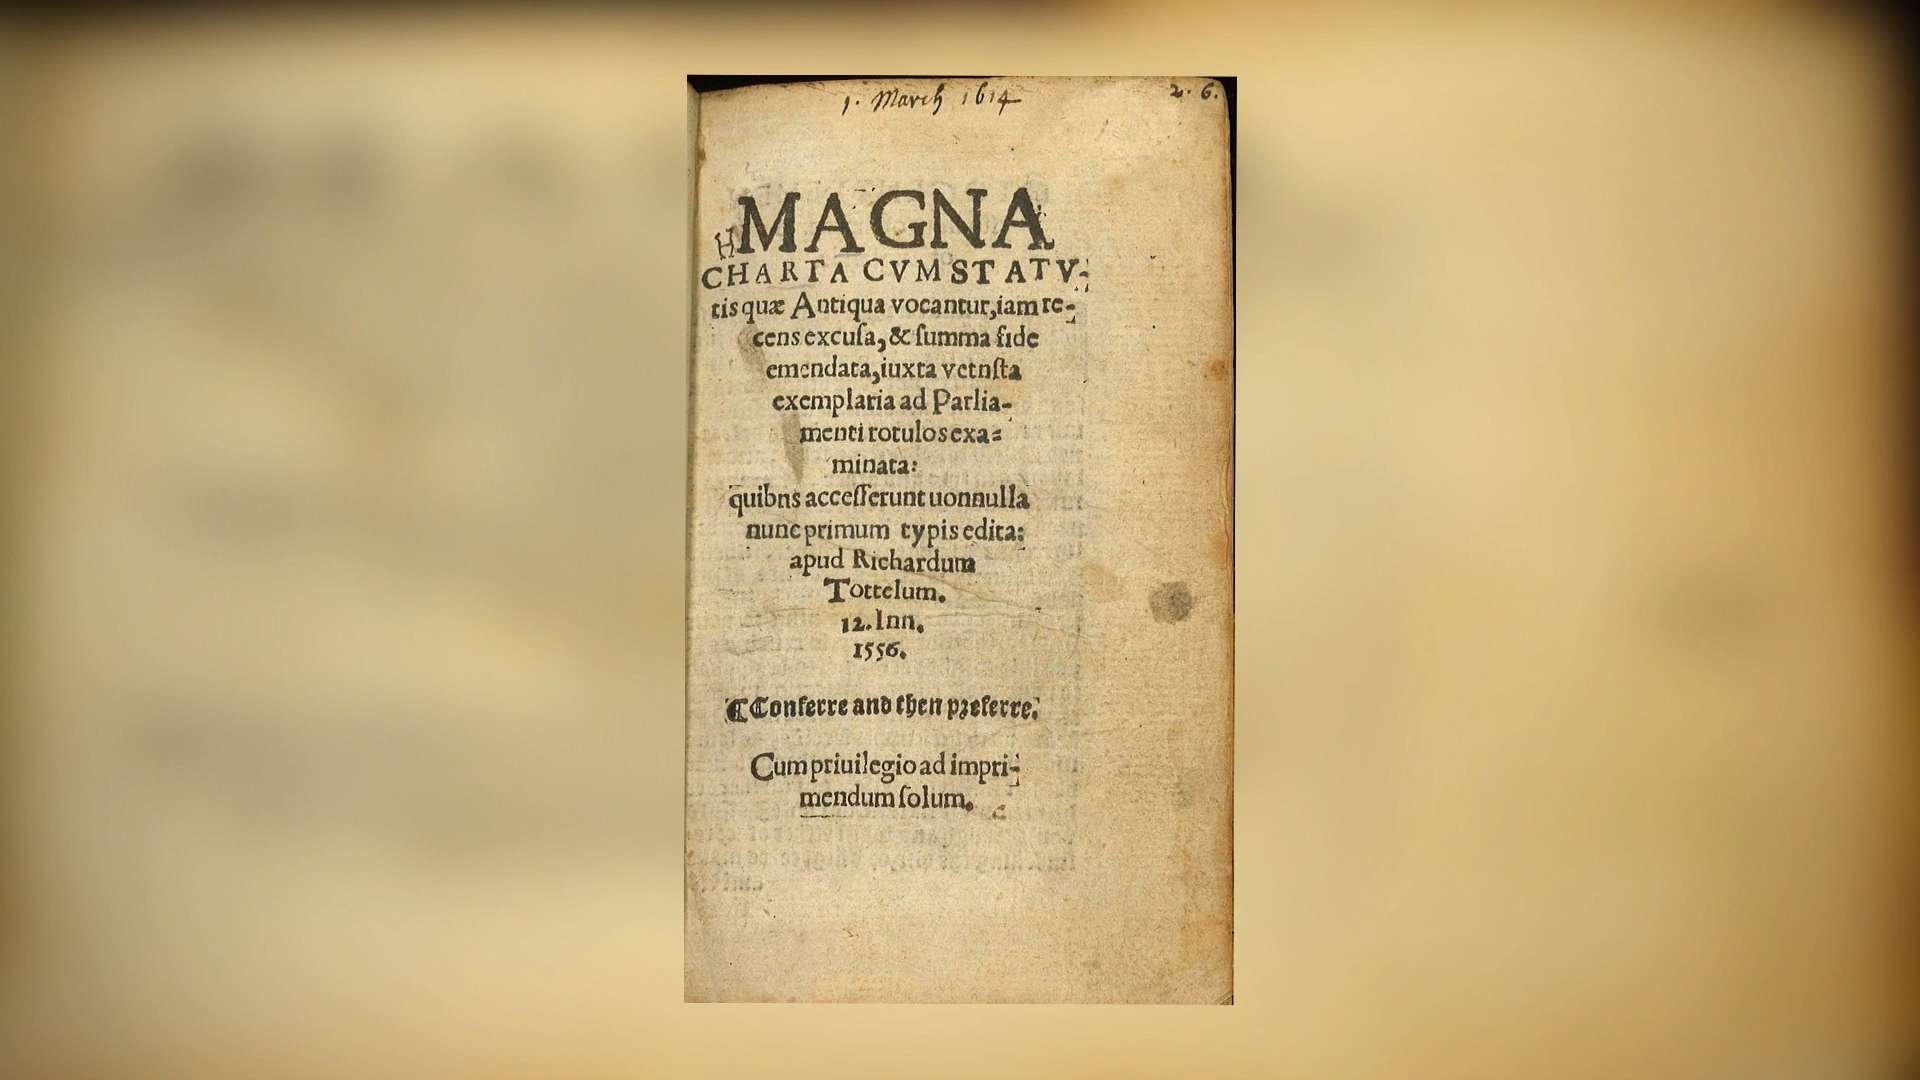 1. March 1614
2. 6.
MAGNA
H
CHARTA CVM STATV-
tis quæ Antiqua vocantur, iam re-
cens excuſa, & ſumma fide
emendata, iuxta vetnſta
exemplaria ad Parlia-
menti rotulos exa-
minata:
quibns acceſſerunt uonnulla
nunc primum typis edita:
apud Richardum
Tottelum.
12. Inn.
1556.
¶ Conferre and then preferre.
Cum priuilegio ad impri-
mendum ſolum.